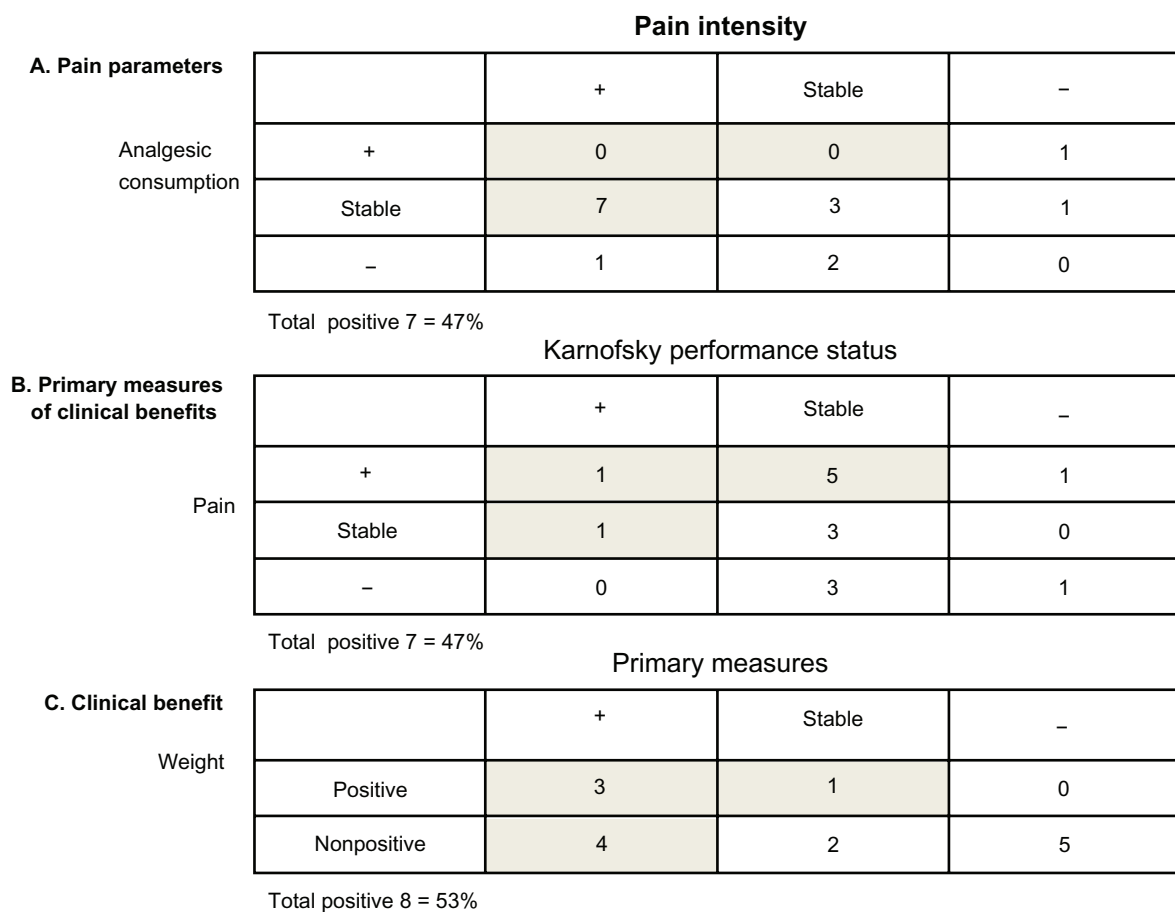 Pain intensity
A. Pain parameters
+ Stable −
Analgesic
consumption
+ 0 0 1
Stable 7 3 1
− 1 2 0
Total positive 7 = 47%
Karnofsky performance status
B. Primary measures
of clinical benefits
+ Stable −
Pain
+ 1 5 1
Stable 1 3 0
− 0 3 1
Total positive 7 = 47%
Primary measures
C. Clinical benefit
+ Stable −
Weight
Positive 3 1 0
Nonpositive 4 2 5
Total positive 8 = 53%